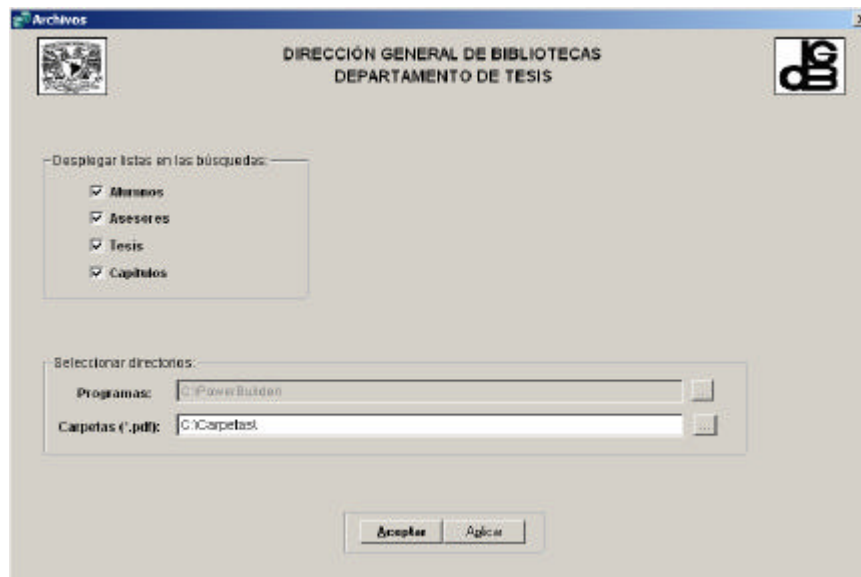 Archivos
DIRECCIÓN GENERAL DE BIBLIOTECAS
DEPARTAMENTO DE TESIS
Desplegar listas en las búsquedas:
Alumnos
Asesores
Tesis
Capítulos
Seleccionar directorios:
Programas: C:\PowerBuilder\ ...
Carpetas (*.pdf): C:\Carpetas\ ...
Aceptar Aplicar